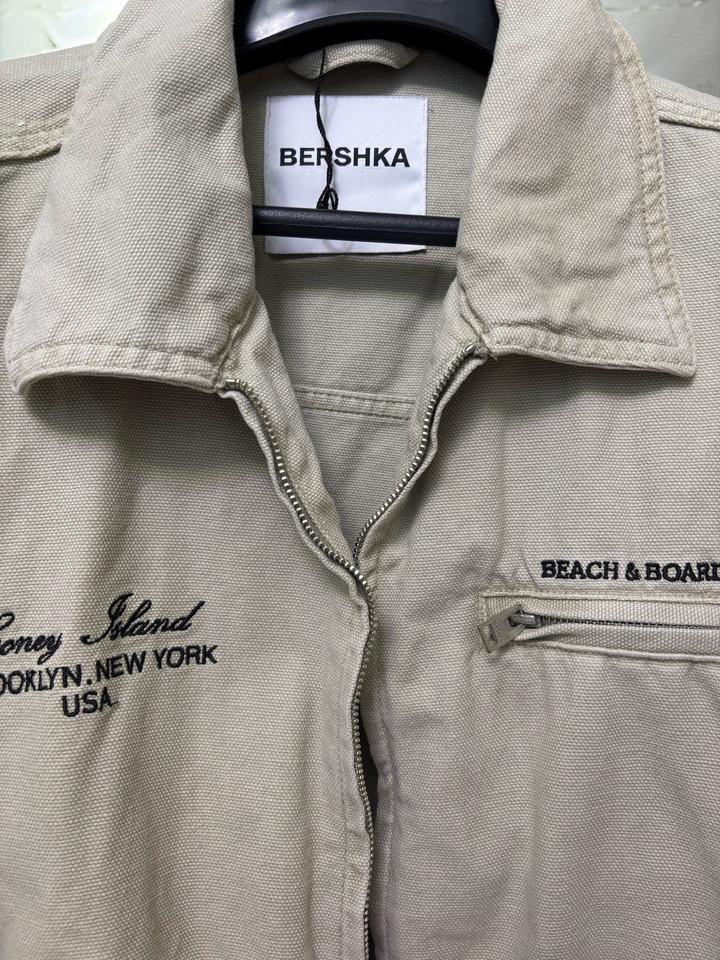 BERSHKA
BEACH & BOARD
oney Island
OOKLYN.NEW YORK
USA